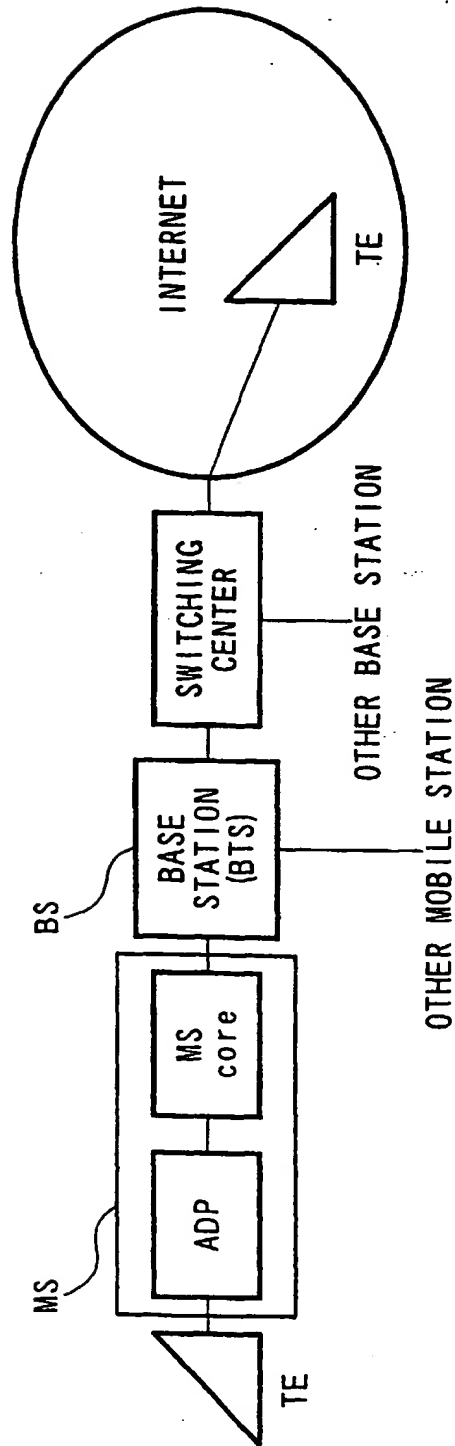 MS
BS
TE
ADP
MS
core
BASE
STATION
(BTS)
SWITCHING
CENTER
INTERNET
TE
OTHER BASE STATION
OTHER MOBILE STATION